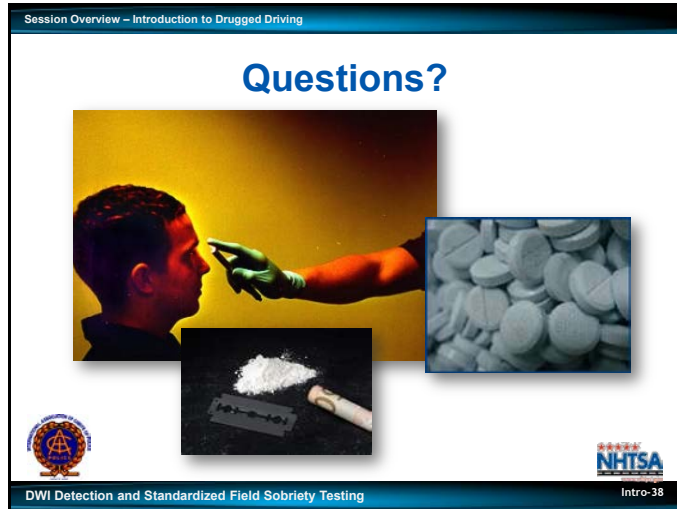 Session Overview – Introduction to Drugged Driving
Questions?
NHTSA
DWI Detection and Standardized Field Sobriety Testing
Intro-38